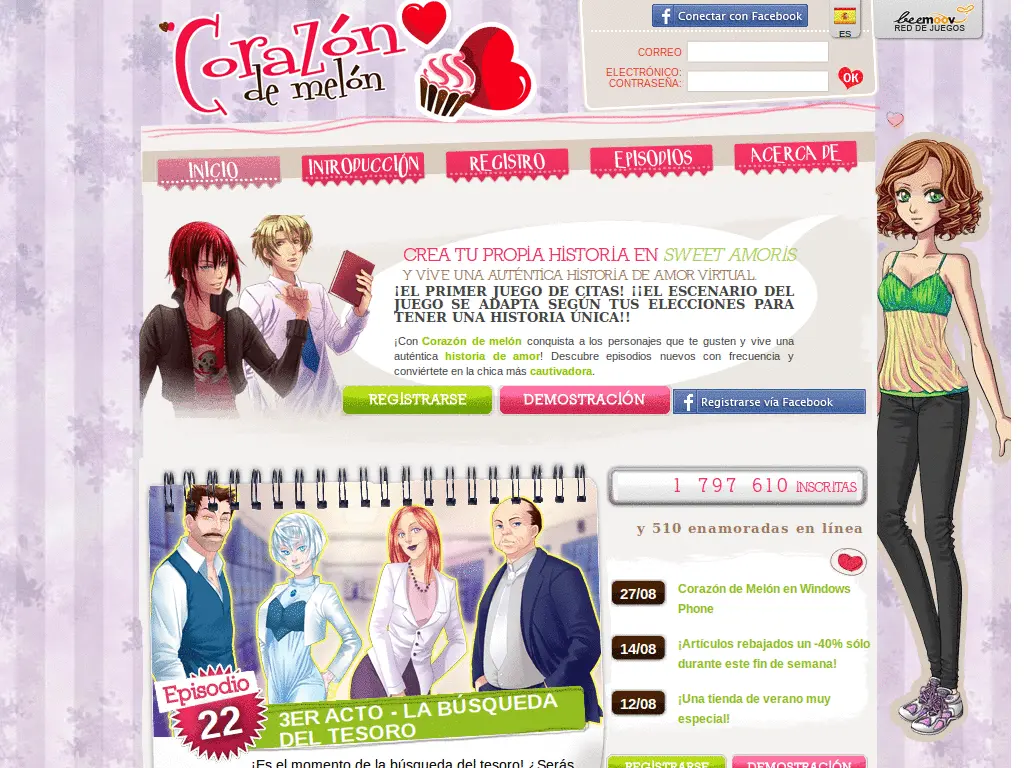 Corazón
de melón
Conectar con Facebook
ES
beemoov
RED DE JUEGOS
CORREO
ELECTRÓNICO:
CONTRASEÑA:
OK
INICIO
INTRODUCCIÓN
REGISTRO
EPISODIOS
ACERCA DE
CREA TU PROPIA HISTORIA EN SWEET AMORIS
Y VIVE UNA AUTÉNTICA HISTORIA DE AMOR VIRTUAL.
¡EL PRIMER JUEGO DE CITAS! ¡¡EL ESCENARIO DEL
JUEGO SE ADAPTA SEGÚN TUS ELECCIONES PARA
TENER UNA HISTORIA ÚNICA!!
¡Con Corazón de melón conquista a los personajes que te gusten y vive una
auténtica historia de amor! Descubre episodios nuevos con frecuencia y
conviértete en la chica más cautivadora.
REGISTRARSE
DEMOSTRACIÓN
Registrarse vía Facebook
1 797 610 INSCRITAS
y 510 enamoradas en línea
27/08
Corazón de Melón en Windows
Phone
14/08
¡Artículos rebajados un -40% sólo
durante este fin de semana!
12/08
¡Una tienda de verano muy
especial!
Episodio
22
3ER ACTO - LA BÚSQUEDA
DEL TESORO
¡Es el momento de la búsqueda del tesoro! ¿Serás
REGISTRARSE
DEMOSTRACIÓN